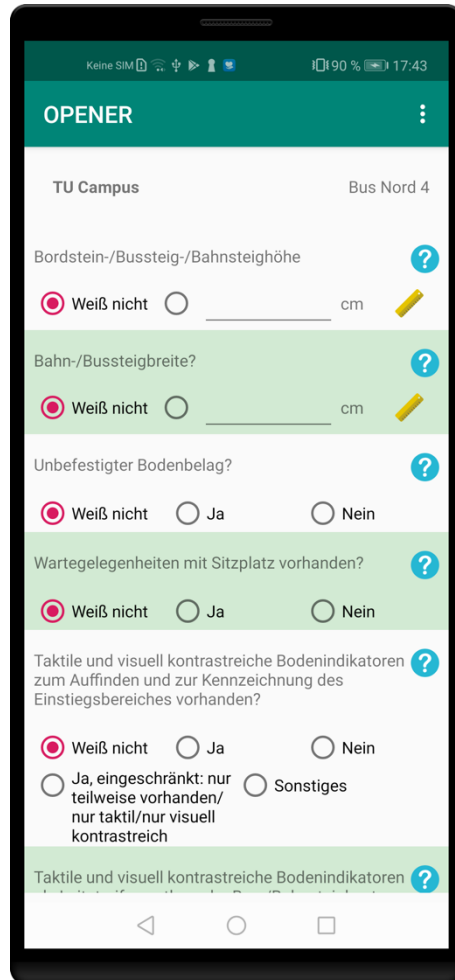 Keine SIM 90 % 17:43
OPENER
TU Campus Bus Nord 4
Bordstein-/Bussteig-/Bahnsteighöhe
Weiß nicht cm
Bahn-/Bussteigbreite?
Weiß nicht cm
Unbefestigter Bodenbelag?
Weiß nicht Ja Nein
Wartegelegenheiten mit Sitzplatz vorhanden?
Weiß nicht Ja Nein
Taktile und visuell kontrastreiche Bodenindikatoren
zum Auffinden und zur Kennzeichnung des
Einstiegsbereiches vorhanden?
Weiß nicht Ja Nein
Ja, eingeschränkt: nur
teilweise vorhanden/
nur taktil/nur visuell
kontrastreich
Sonstiges
Taktile und visuell kontrastreiche Bodenindikatoren